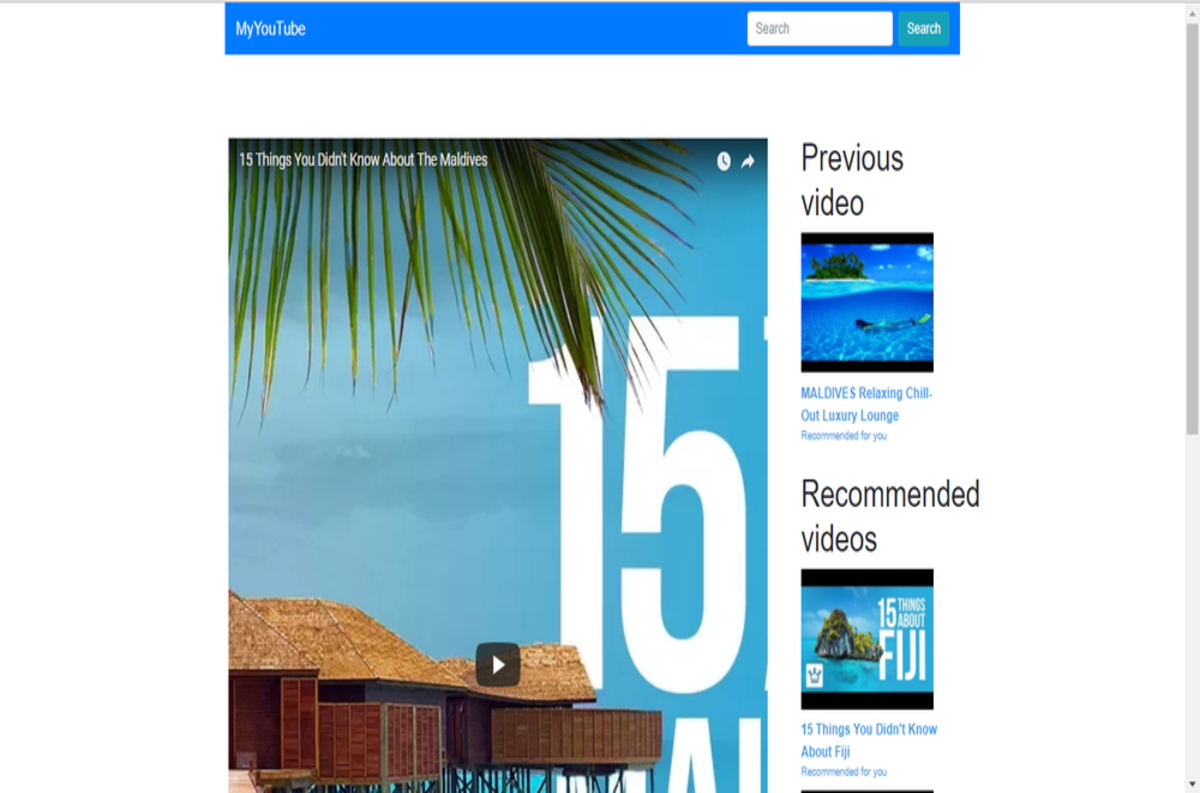 MyYouTube
Search
Search
15 Things You Didn't Know About The Maldives
15
Previous
video
MALDIVES Relaxing Chill-
Out Luxury Lounge
Recommended for you
Recommended
videos
15 THINGS
ABOUT
FIJI
15 Things You Didn't Know
About Fiji
Recommended for you